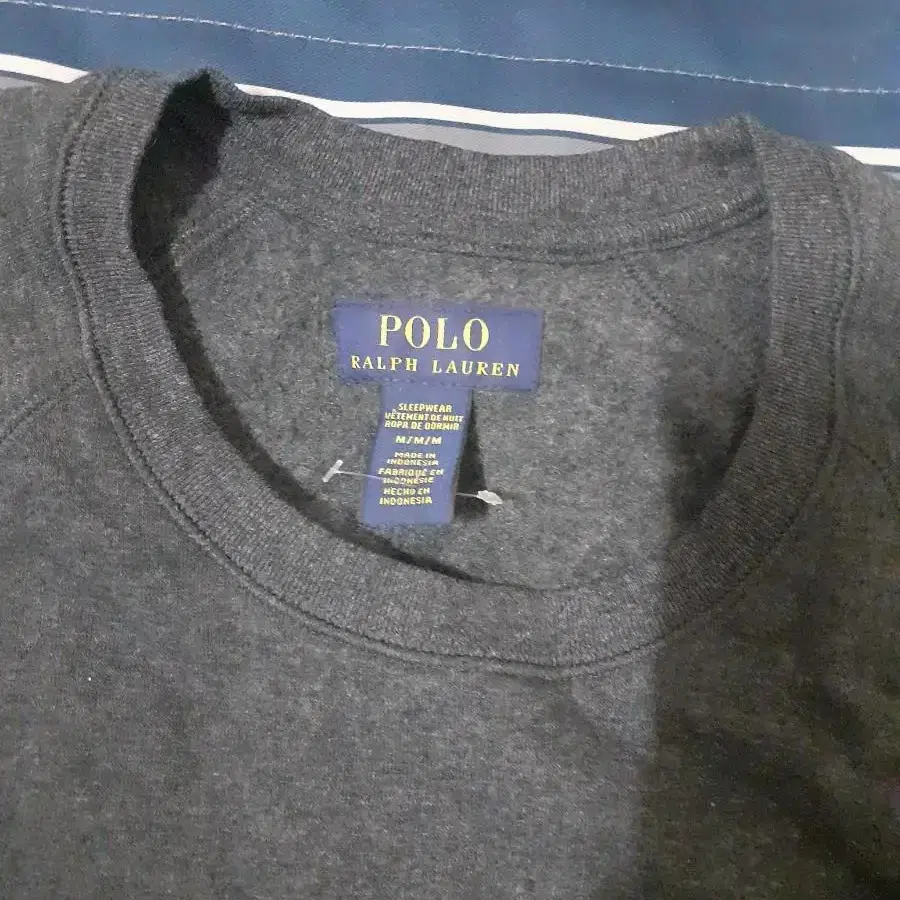 POLO
RALPH LAUREN
SLEEPWEAR
VÊTEMENT DE NUIT
ROPA DE DORMIR
M/M/M
MADE IN
INDONESIA
FABRIQUÉ EN
INDONÉSIE
HECHO EN
INDONESIA